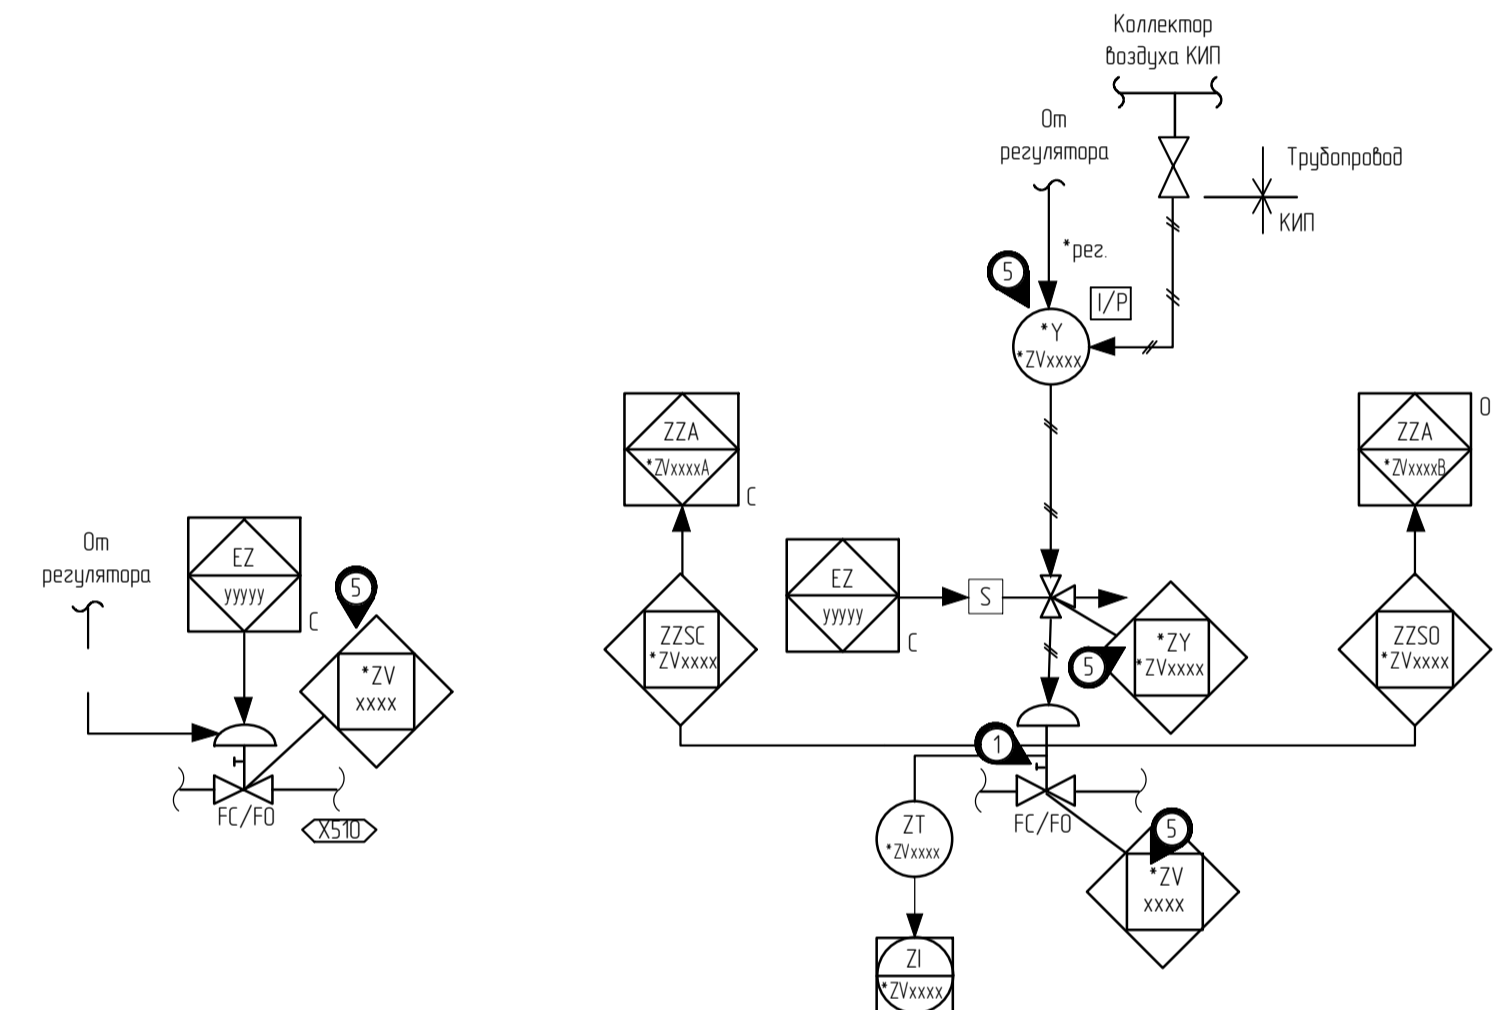 Коллектор
воздуха КИП
От
регулятора
Трубопровод
КИП
*рег.
5
I/P
*Y
*ZVxxxx
ZZA
*ZVxxxxA
C
ZZA
*ZVxxxxB
O
От
регулятора
EZ
yyyyy
C
5
*ZV
xxxx
FC/FO
X510
EZ
yyyyy
C
S
ZZSC
*ZVxxxx
*ZY
*ZVxxxx
5
ZZSO
*ZVxxxx
1
FC/FO
ZT
*ZVxxxx
5
*ZV
xxxx
ZI
*ZVxxxx